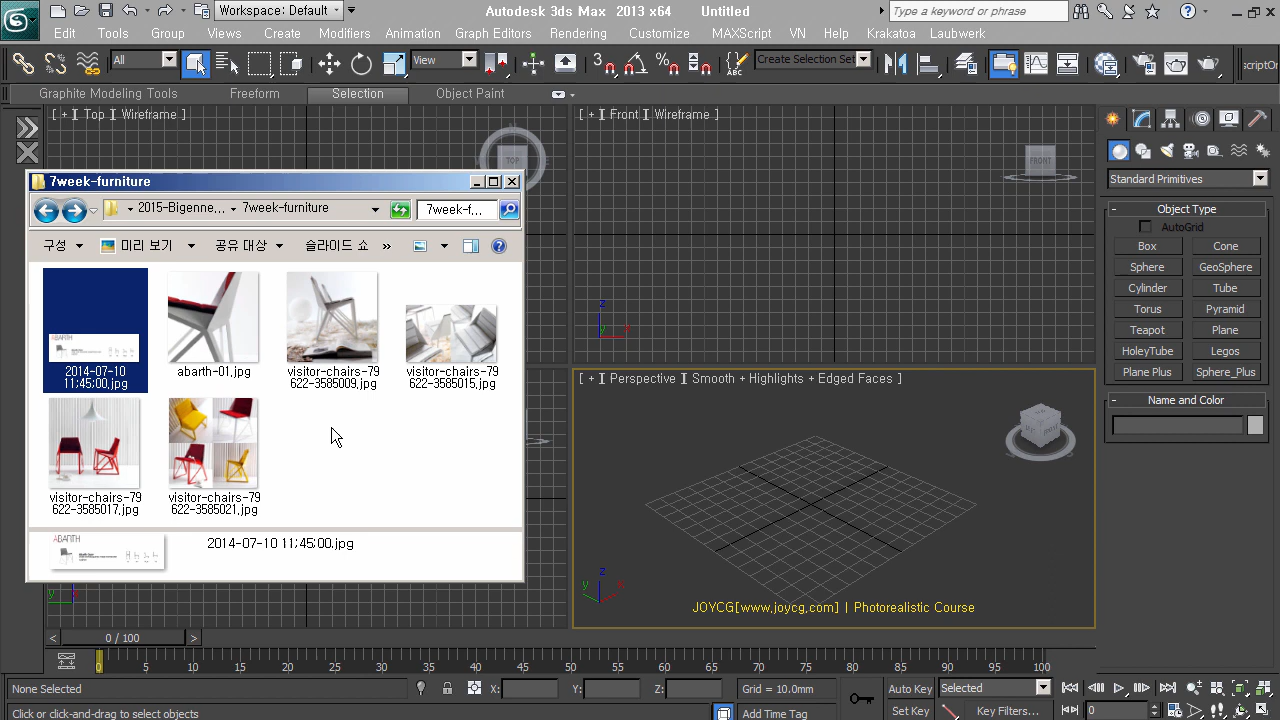 Workspace: Default
Autodesk 3ds Max 2013 x64 Untitled
Type a keyword or phrase
Edit Tools Group Views Create Modifiers Animation Graph Editors Rendering Customize MAXScript VN Help Krakatoa Laubwerk
All
View
3
Create Selection Set
scriptOr
Graphite Modeling Tools Freeform Selection Object Paint
[ + ] Top ] Wireframe ]
TOP
[ + ] Front ] Wireframe ]
FRONT
Standard Primitives
- Object Type
AutoGrid
Box Cone
Sphere GeoSphere
Cylinder Tube
Torus Pyramid
Teapot Plane
HoleyTube Legos
Plane Plus Sphere_Plus
- Name and Color
7week-furniture
2015-Bigenne... 7week-furniture
7week-f...
구성 미리 보기 공유 대상 슬라이드 쇼 »
ABARTH
2014-07-10 11;45;00.jpg
abarth-01.jpg
visitor-chairs-79622-3585009.jpg
visitor-chairs-79622-3585015.jpg
visitor-chairs-79622-3585017.jpg
visitor-chairs-79622-3585021.jpg
ABARTH
2014-07-10 11;45;00.jpg
z
y
x
[ + ] Perspective ] Smooth + Highlights + Edged Faces ]
z
y
x
y
JOYCG[www.joycg.com] | Photorealistic Course
< 0 / 100 >
0 5 10 15 20 25 30 35 40 45 50 55 60 65 70 75 80 85 90 95 100
None Selected
X: Y: Z:
Grid = 10.0mm
Auto Key
Selected
Click or click-and-drag to select objects
Add Time Tag
Set Key
Key Filters...
0